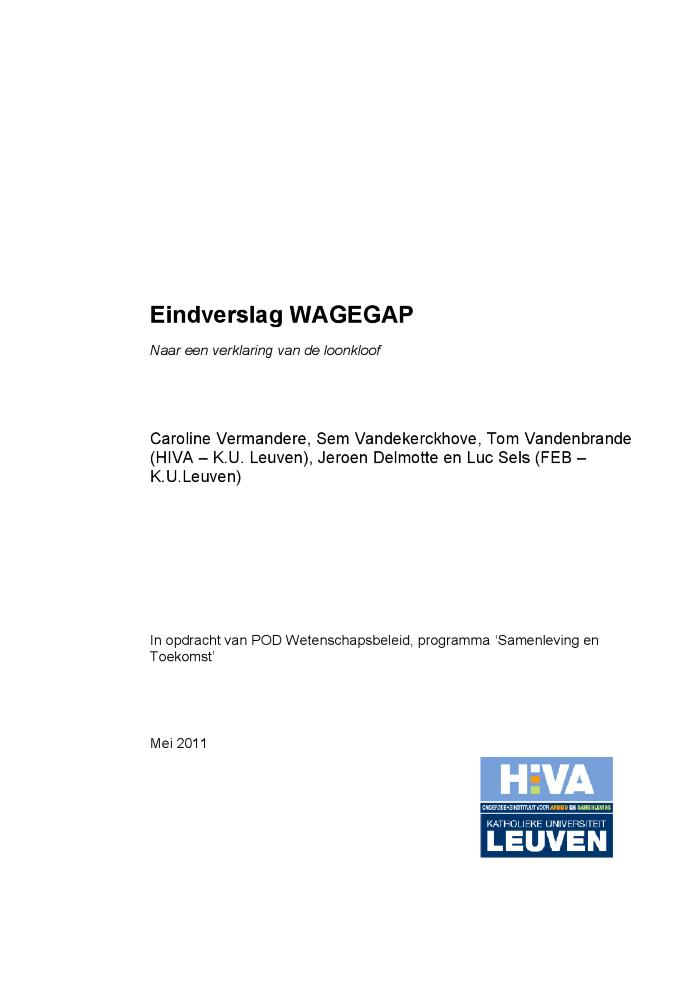 Eindverslag WAGEGAP
Naar een verklaring van de loonkloof
Caroline Vermandere, Sem Vandekerckhove, Tom Vandenbrande
(HIVA – K.U. Leuven), Jeroen Delmotte en Luc Sels (FEB –
K.U.Leuven)
In opdracht van POD Wetenschapsbeleid, programma ‘Samenleving en
Toekomst’
Mei 2011
HIVA
ONDERZOEKSINSTITUUT VOOR ARBEID EN SAMENLEVING
KATHOLIEKE UNIVERSITEIT
LEUVEN